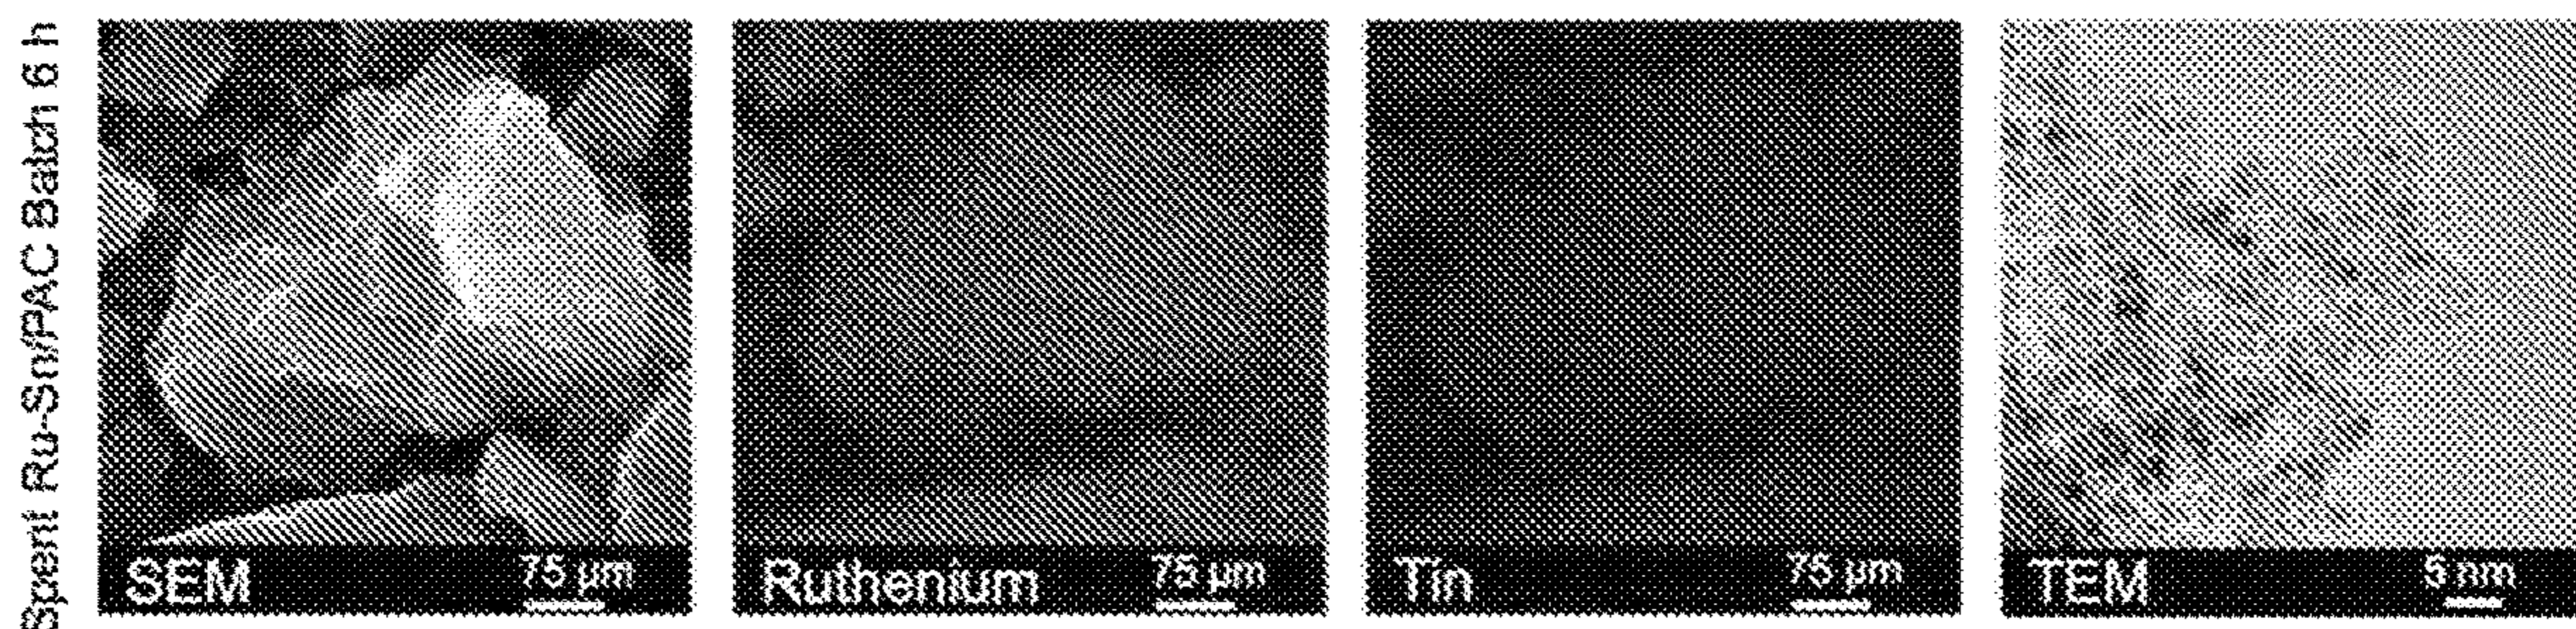 Spent Ru-Sn/PAC Batch 6 h
SEM 75 µm
Ruthenium 75 µm
Tin 75 µm
TEM 5 nm